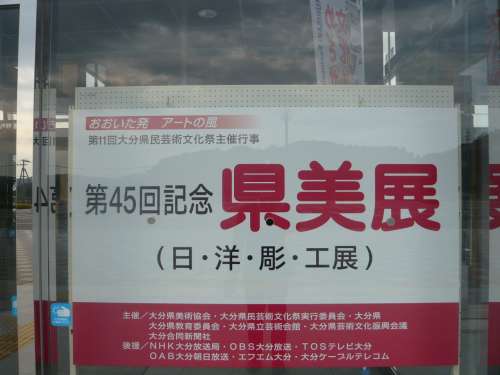 おおいた発 アートの風
第11回大分県民芸術文化祭主催行事
第45回記念 県美展
(日・洋・彫・工展)
主催/大分県美術協会・大分県民芸術文化祭実行委員会・大分県
大分県教育委員会・大分県立芸術会館・大分県芸術文化振興会議
大分合同新聞社
後援/NHK大分放送局・OBS大分放送・TOSテレビ大分
OAB大分朝日放送・エフエム大分・大分ケーブルテレコム